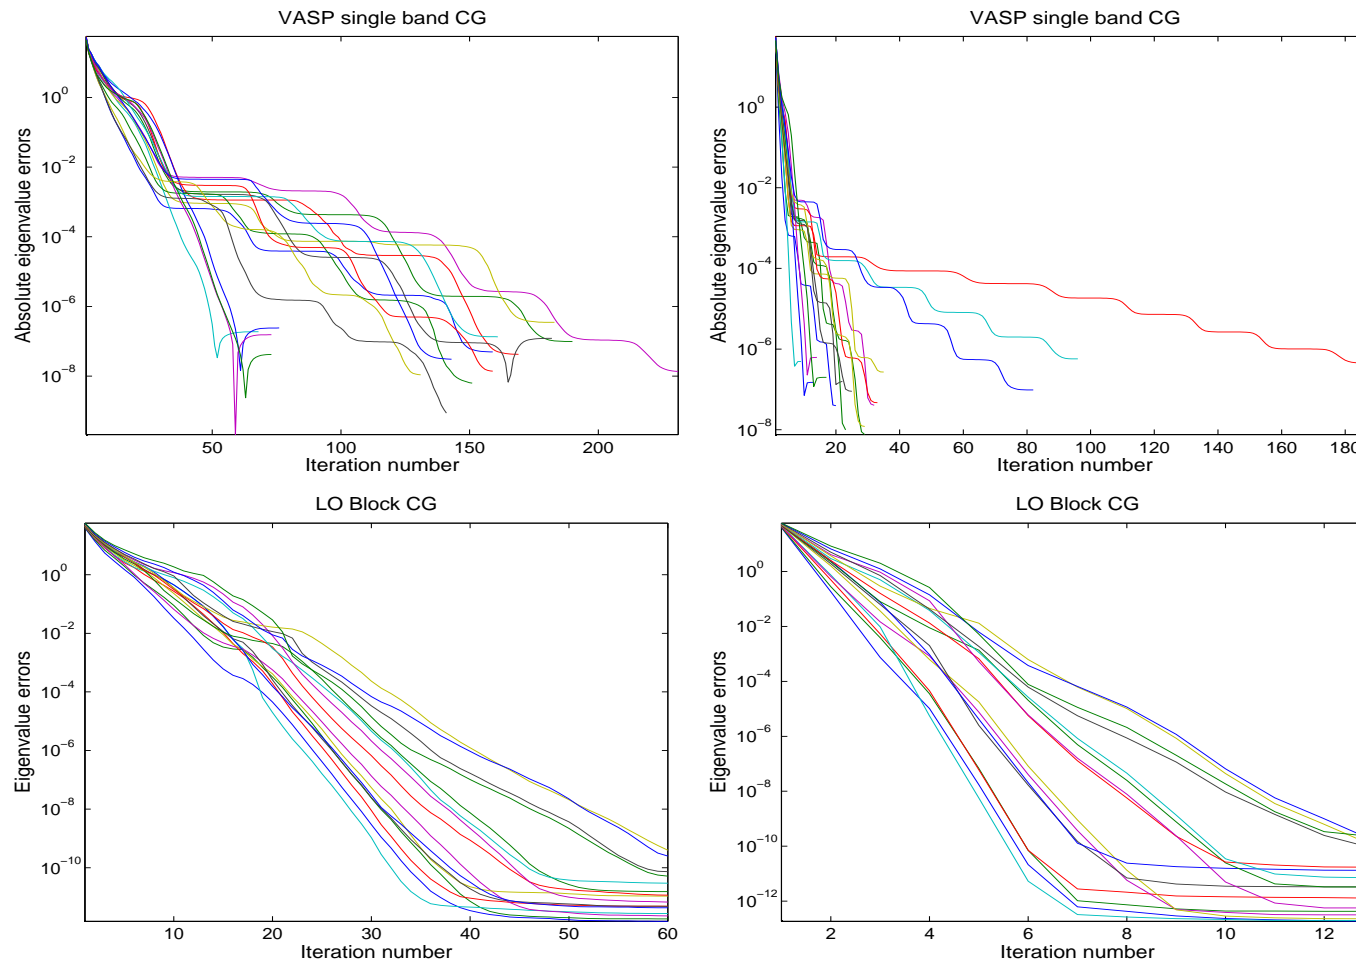 VASP single band CG
Absolute eigenvalue errors
10^0
10^−2
10^−4
10^−6
10^−8
50 100 150 200
Iteration number
VASP single band CG
Absolute eigenvalue errors
10^0
10^−2
10^−4
10^−6
10^−8
20 40 60 80 100 120 140 160 180
Iteration number
LO Block CG
Eigenvalue errors
10^0
10^−2
10^−4
10^−6
10^−8
10^−10
10 20 30 40 50 60
Iteration number
LO Block CG
Eigenvalue errors
10^0
10^−2
10^−4
10^−6
10^−8
10^−10
10^−12
2 4 6 8 10 12
Iteration number